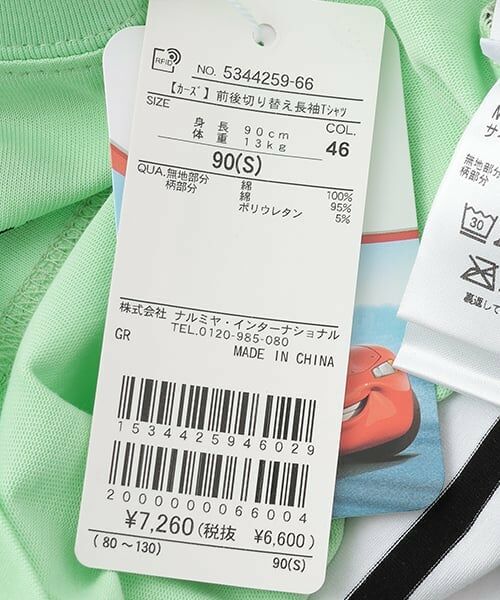 RFID
NO. 5344259-66
【カーズ】前後切り替え長袖Tシャツ
SIZE COL.
身 長 90cm
体 重 13kg 46
90(S)
QUA. 無地部分 綿 100%
柄部分 綿 95%
ポリウレタン 5%
株式会社 ナルミヤ・インターナショナル
TEL.0120-985-080
GR MADE IN CHINA
1534425946029
2000000066004
¥7,260(税抜 ¥6,600)
(80～130) 90(S)
サ
無地部分
柄部分
30
裏返して